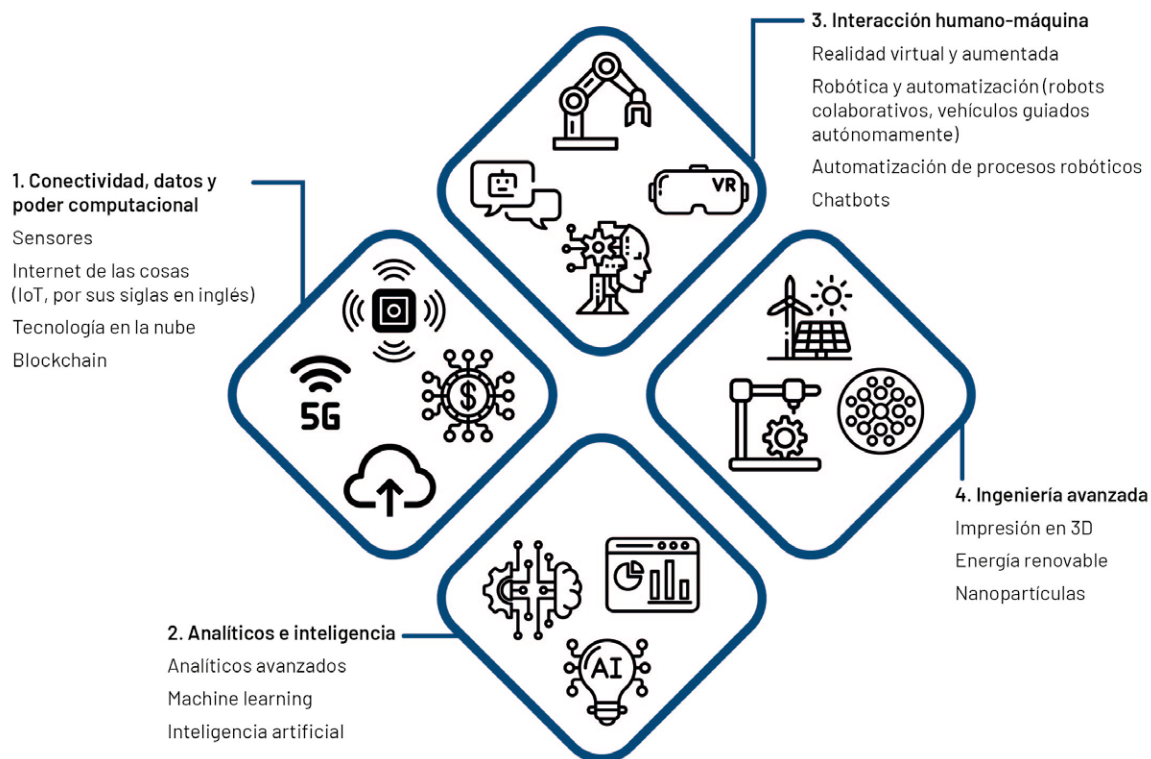 1. Conectividad, datos y
poder computacional
Sensores
Internet de las cosas
(IoT, por sus siglas en inglés)
Tecnología en la nube
Blockchain
5G
$
2. Analíticos e inteligencia
Analíticos avanzados
Machine learning
Inteligencia artificial
AI
3. Interacción humano-máquina
Realidad virtual y aumentada
Robótica y automatización (robots
colaborativos, vehículos guiados
autónomamente)
Automatización de procesos robóticos
Chatbots
VR
4. Ingeniería avanzada
Impresión en 3D
Energía renovable
Nanopartículas